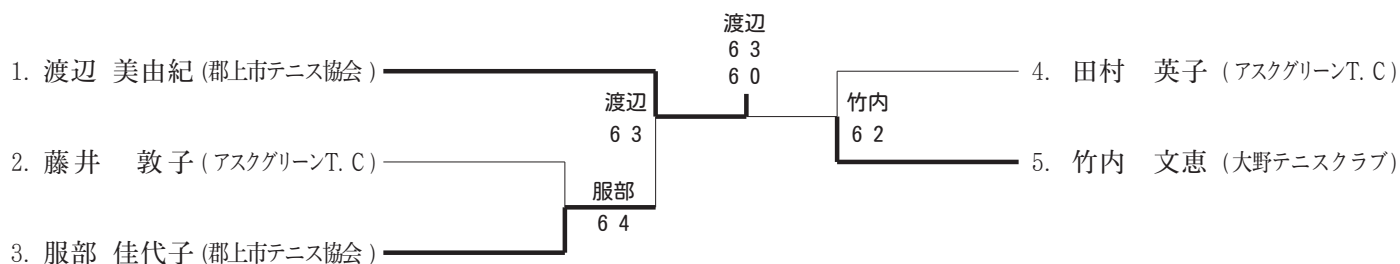 渡辺
6 3
6 0
1. 渡辺 美由紀 (郡上市テニス協会)
4. 田村 英子 (アスクグリーンT.C)
渡辺
6 3
竹内
6 2
2. 藤井 敦子 (アスクグリーンT.C)
5. 竹内 文恵 (大野テニスクラブ)
服部
6 4
3. 服部 佳代子 (郡上市テニス協会)